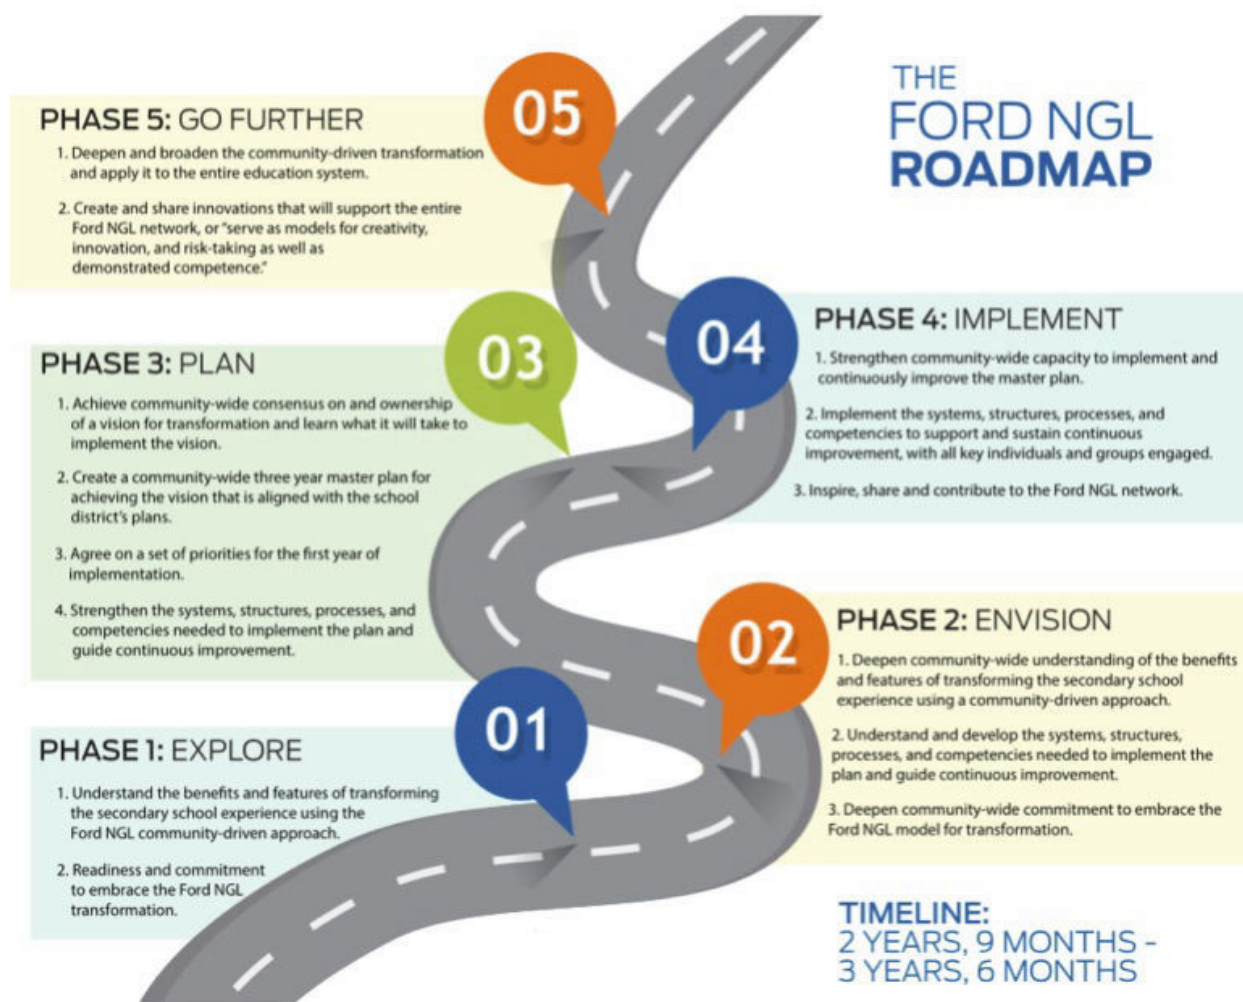 THE
FORD NGL
ROADMAP
05
PHASE 5: GO FURTHER
1. Deepen and broaden the community-driven transformation
and apply it to the entire education system.
2. Create and share innovations that will support the entire
Ford NGL network, or "serve as models for creativity,
innovation, and risk-taking as well as
demonstrated competence."
04
PHASE 4: IMPLEMENT
1. Strengthen community-wide capacity to implement and
continuously improve the master plan.
2. Implement the systems, structures, processes, and
competencies to support and sustain continuous
improvement, with all key individuals and groups engaged.
3. Inspire, share and contribute to the Ford NGL network.
03
PHASE 3: PLAN
1. Achieve community-wide consensus on and ownership
of a vision for transformation and learn what it will take to
implement the vision.
2. Create a community-wide three year master plan for
achieving the vision that is aligned with the school
district's plans.
3. Agree on a set of priorities for the first year of
implementation.
4. Strengthen the systems, structures, processes, and
competencies needed to implement the plan and
guide continuous improvement.
02
PHASE 2: ENVISION
1. Deepen community-wide understanding of the benefits
and features of transforming the secondary school
experience using a community-driven approach.
2. Understand and develop the systems, structures,
processes, and competencies needed to implement the
plan and guide continuous improvement.
3. Deepen community-wide commitment to embrace the
Ford NGL model for transformation.
01
PHASE 1: EXPLORE
1. Understand the benefits and features of transforming
the secondary school experience using the
Ford NGL community-driven approach.
2. Readiness and commitment
to embrace the Ford NGL
transformation.
TIMELINE:
2 YEARS, 9 MONTHS -
3 YEARS, 6 MONTHS